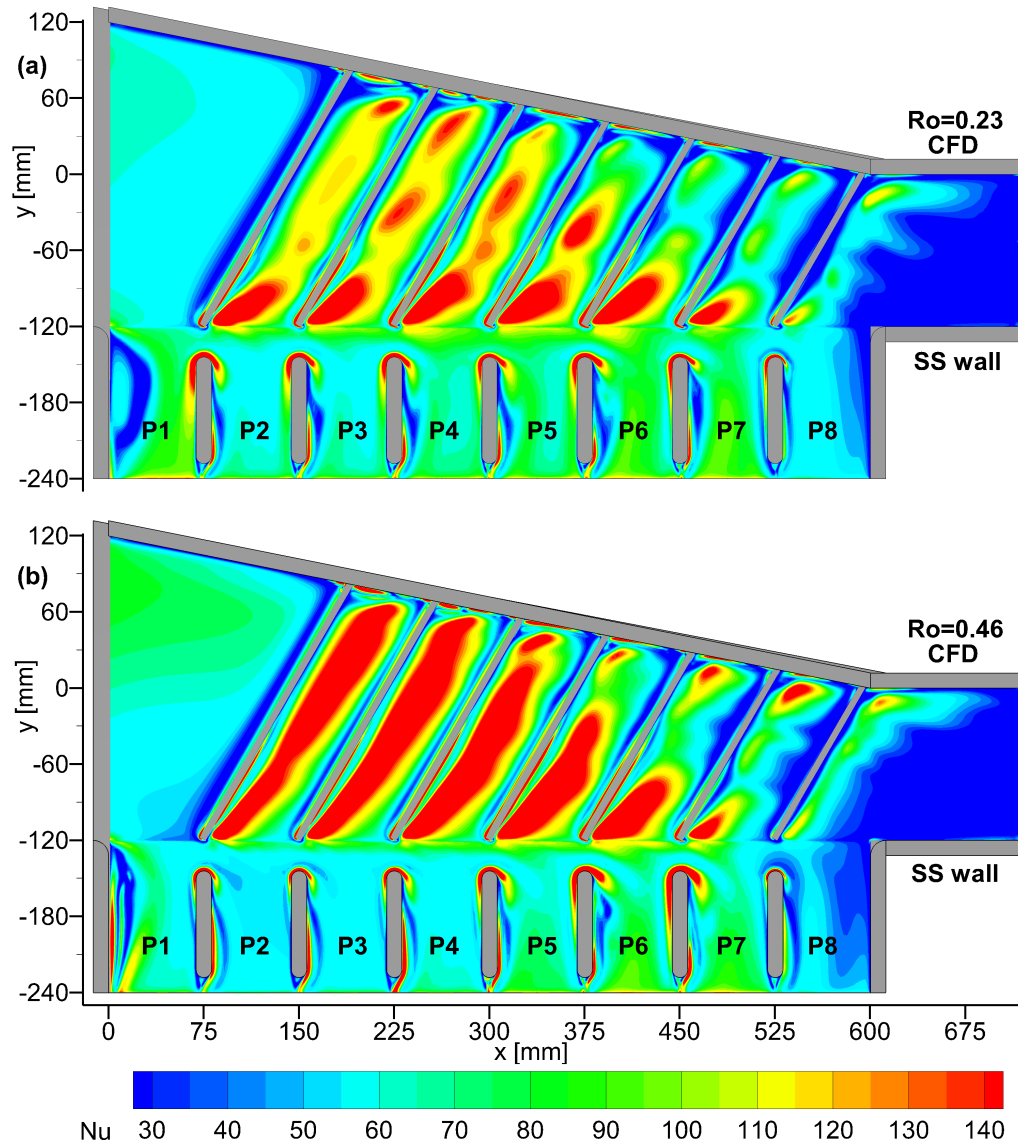 120
(a)
60
Ro=0.23
CFD
0
y [mm]
-60
-120
SS wall
-180
P1 P2 P3 P4 P5 P6 P7 P8
-240
120
(b)
60
Ro=0.46
CFD
0
y [mm]
-60
-120
SS wall
-180
P1 P2 P3 P4 P5 P6 P7 P8
-240
0 75 150 225 300 375 450 525 600 675
x [mm]
Nu 30 40 50 60 70 80 90 100 110 120 130 140